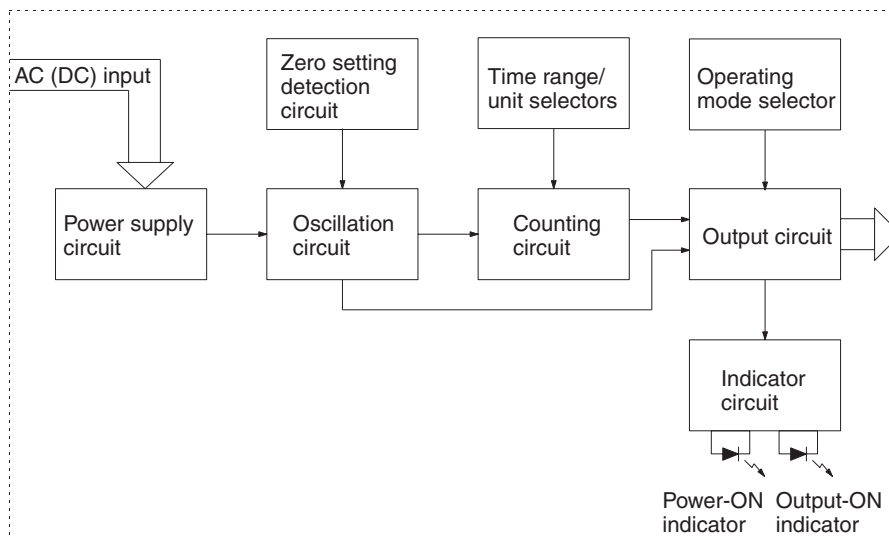 AC (DC) input
Zero setting
detection
circuit
Time range/
unit selectors
Operating
mode selector
Power supply
circuit
Oscillation
circuit
Counting
circuit
Output circuit
Indicator
circuit
Power-ON
indicator
Output-ON
indicator